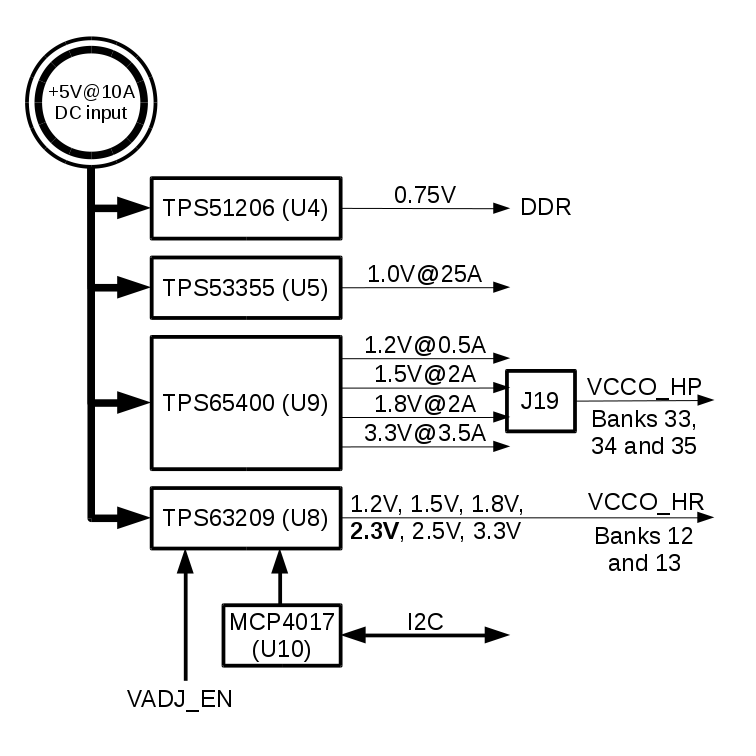 +5V@10A
DC input
TPS51206 (U4)
0.75V
DDR
TPS53355 (U5)
1.0V@25A
TPS65400 (U9)
1.2V@0.5A
1.5V@2A
1.8V@2A
3.3V@3.5A
J19
VCCO_HP
Banks 33,
34 and 35
TPS63209 (U8)
1.2V, 1.5V, 1.8V,
2.3V, 2.5V, 3.3V
VCCO_HR
Banks 12
and 13
MCP4017
(U10)
I2C
VADJ_EN